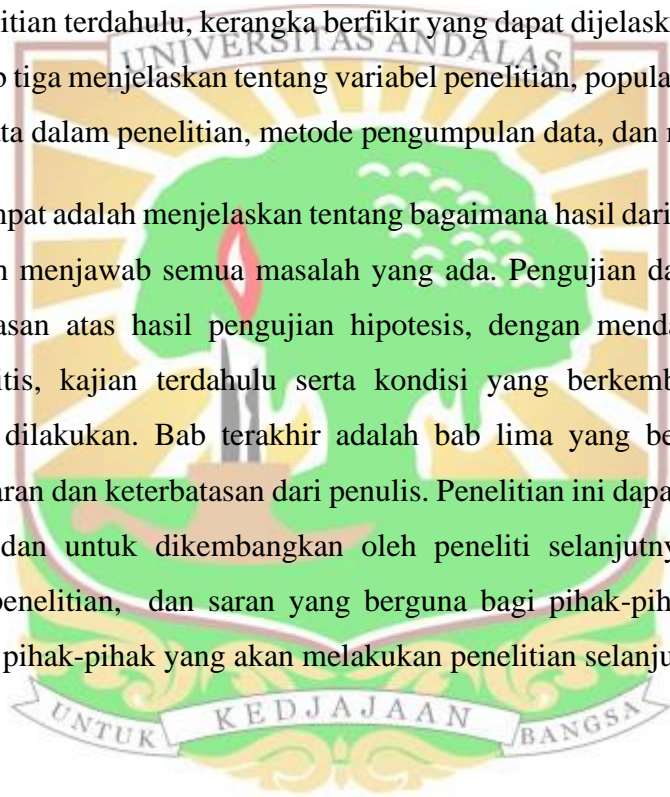 itian terdahulu, kerangka berfikir yang dapat dijelask
UNIVERSITAS ANDALAS
b tiga menjelaskan tentang variabel penelitian, popula
ata dalam penelitian, metode pengumpulan data, dan
mpat adalah menjelaskan tentang bagaimana hasil dari
n menjawab semua masalah yang ada. Pengujian da
asan atas hasil pengujian hipotesis, dengan menda
itis, kajian terdahulu serta kondisi yang berkemb
dilakukan. Bab terakhir adalah bab lima yang be
aran dan keterbatasan dari penulis. Penelitian ini dapa
dan untuk dikembangkan oleh peneliti selanjutny
penelitian, dan saran yang berguna bagi pihak-pih
pihak-pihak yang akan melakukan penelitian selanju
UNTUK KEDJAJAAN BANGSA